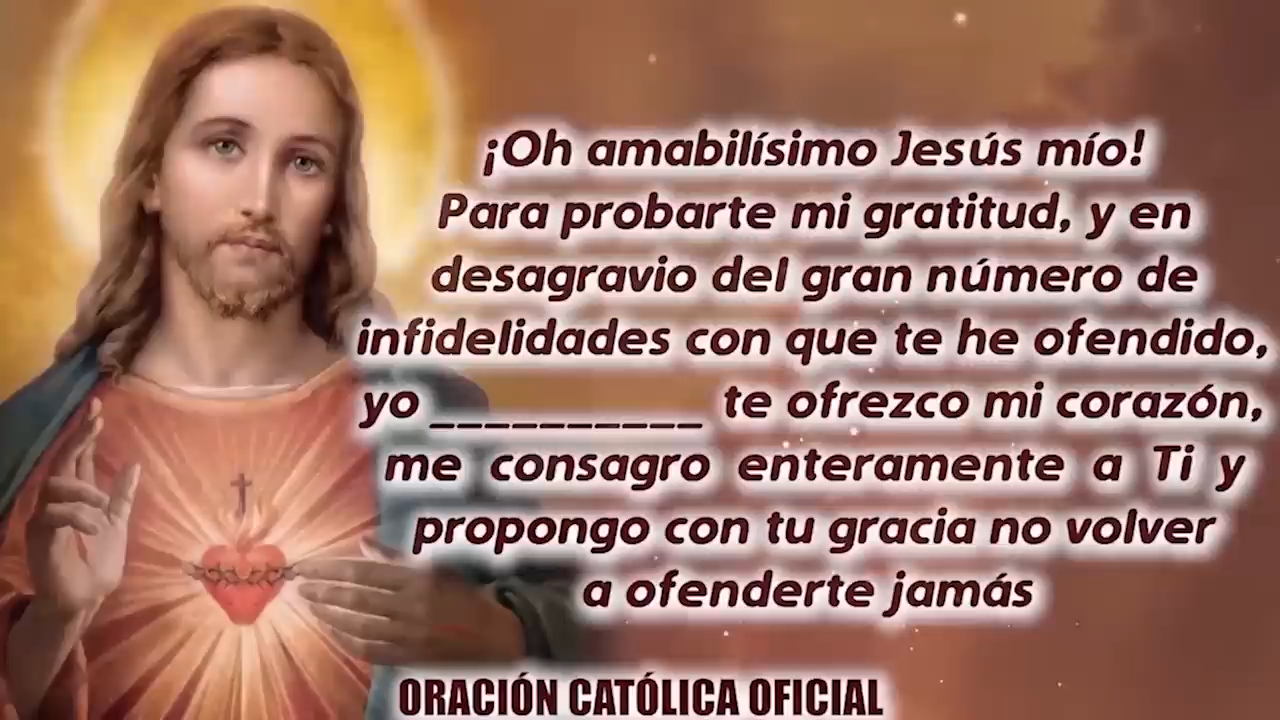 ¡Oh amabilísimo Jesús mío!
Para probarte mi gratitud, y en
desagravio del gran número de
infidelidades con que te he ofendido,
yo __________ te ofrezco mi corazón,
me consagro enteramente a Ti y
propongo con tu gracia no volver
a ofenderte jamás
ORACIÓN CATÓLICA OFICIAL